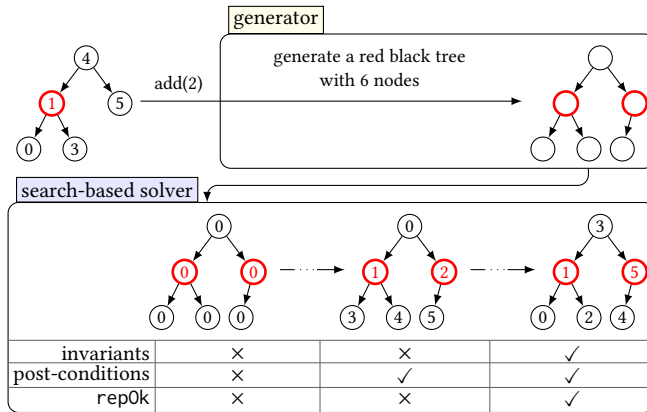 generator
4
1
5
0 3
add(2)
generate a red black tree
with 6 nodes
search-based solver
0 0 3
0 0 ··· 1 2 ··· 1 5
0 0 0 3 4 5 0 2 4
invariants × × ✓
post-conditions × ✓ ✓
repOk × × ✓